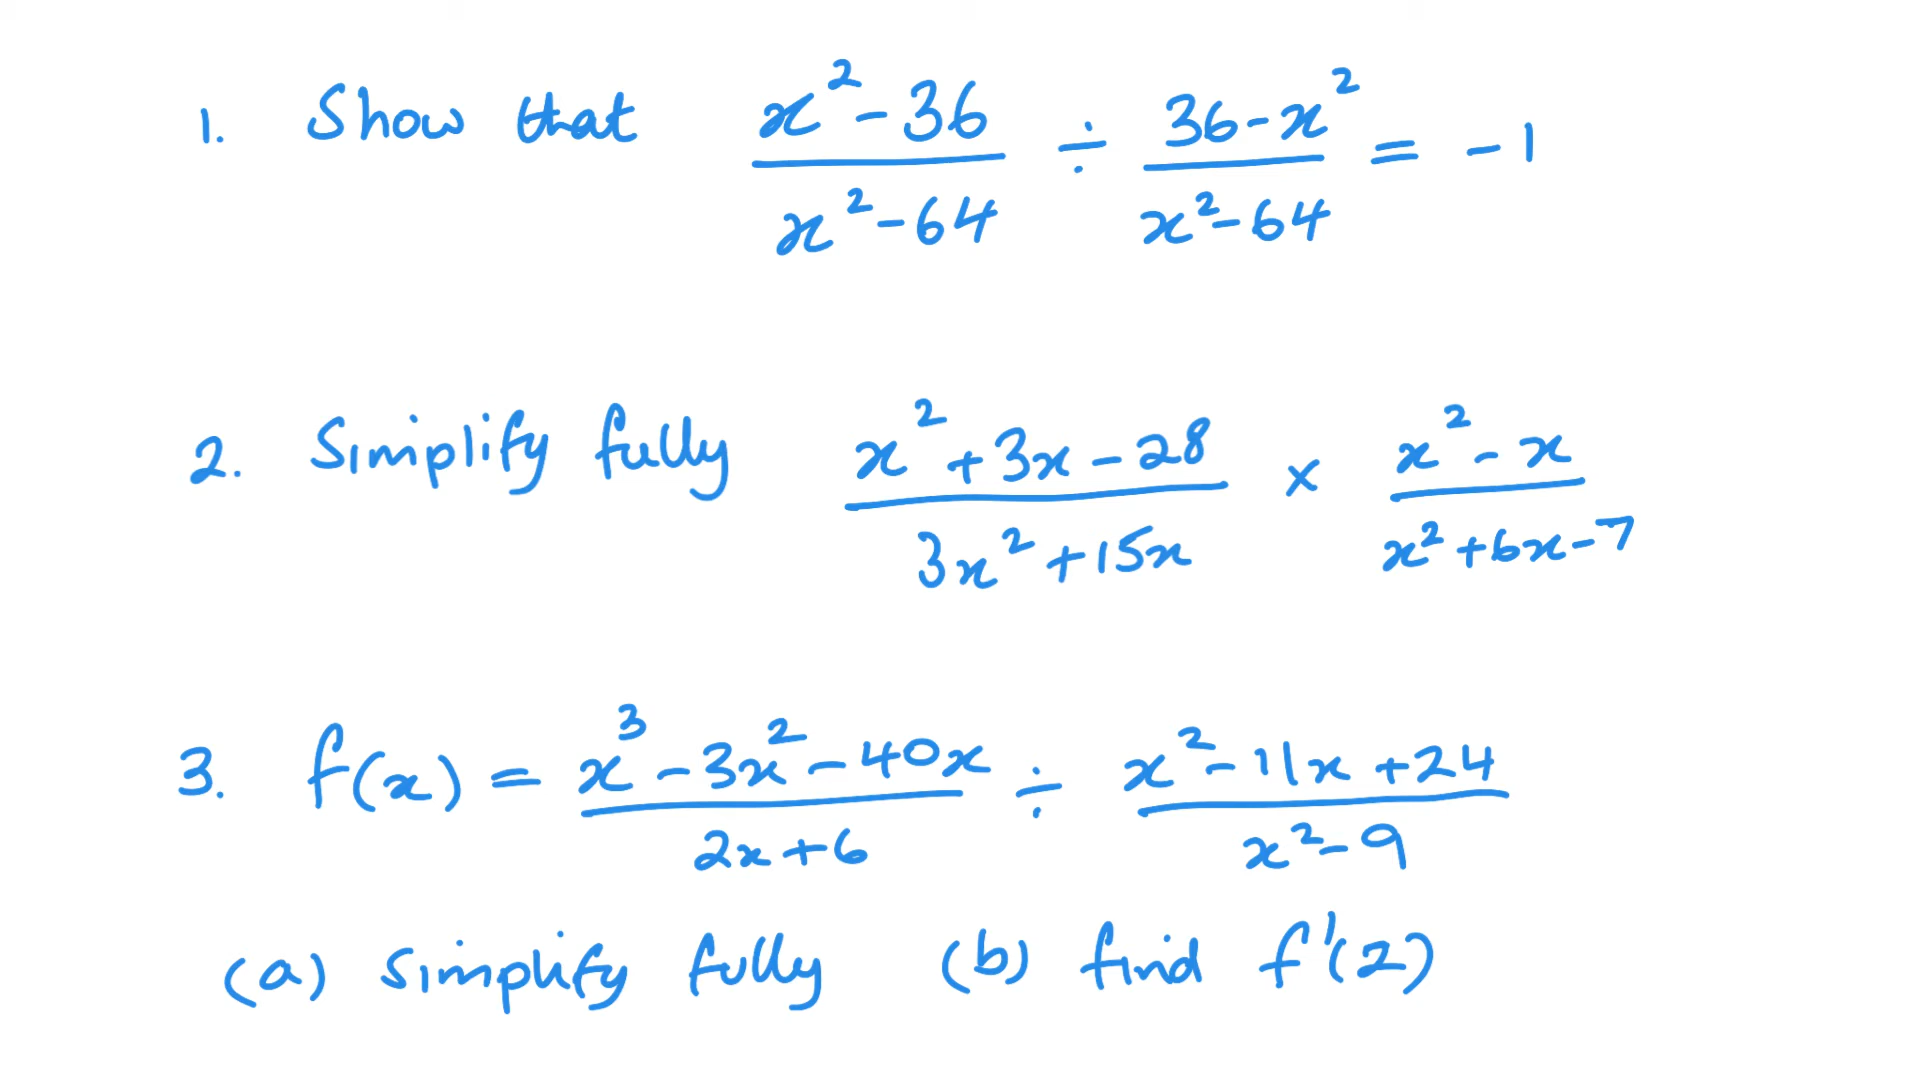 1. Show that (x² - 36)/(x² - 64) ÷ (36 - x²)/(x² - 64) = -1
2. Simplify fully (x² + 3x - 28)/(3x² + 15x) × (x² - x)/(x² + 6x - 7)
3. f(x) = (x³ - 3x² - 40x)/(2x + 6) ÷ (x² - 11x + 24)/(x² - 9)
(a) simplify fully (b) find f'(2)